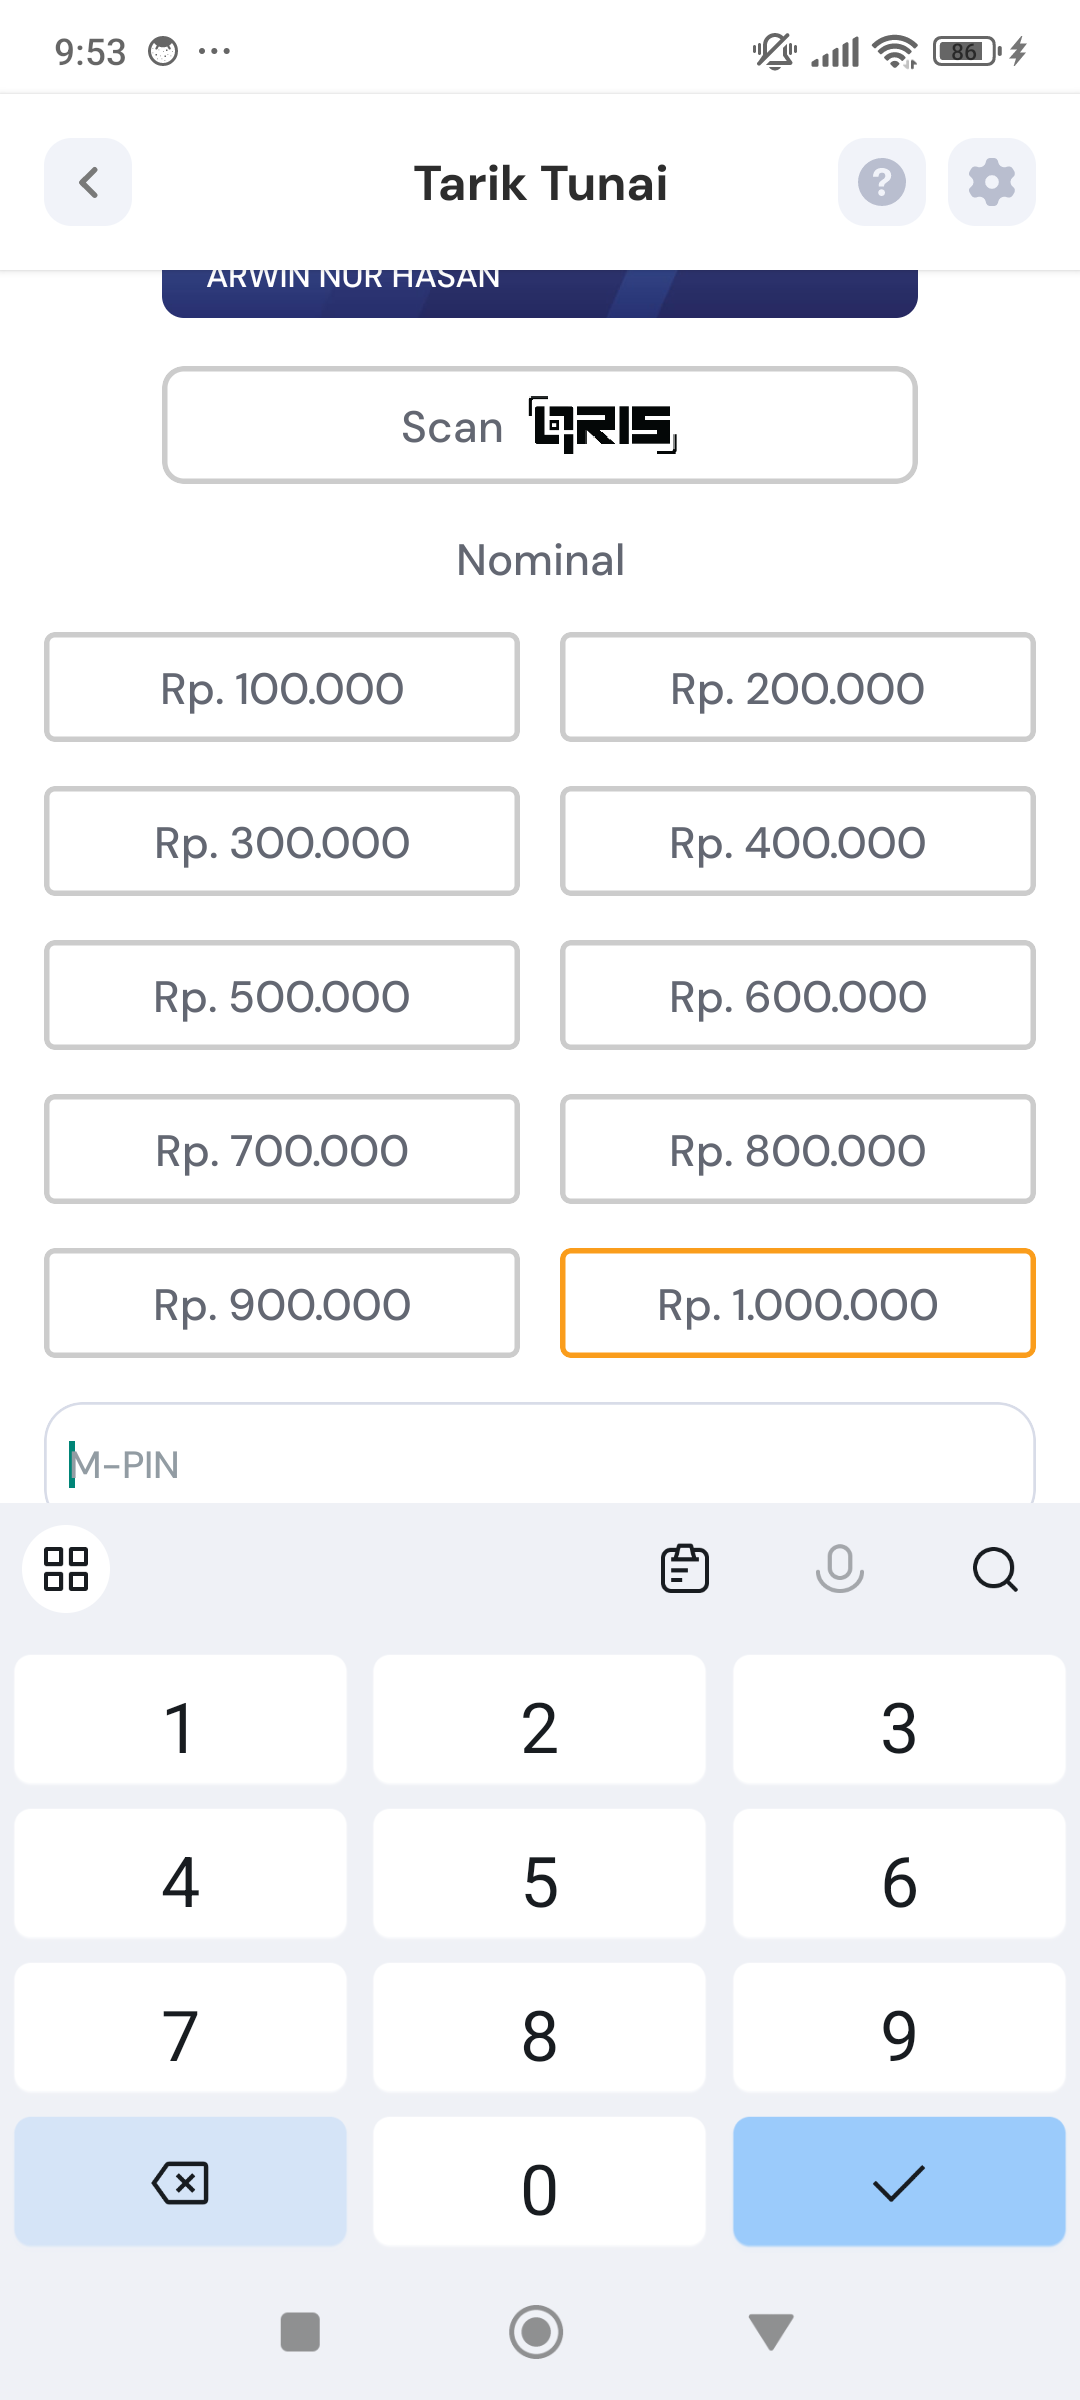 9:53
86
Tarik Tunai
ARWIN NUR HASAN
Scan QRIS
Nominal
Rp. 100.000
Rp. 200.000
Rp. 300.000
Rp. 400.000
Rp. 500.000
Rp. 600.000
Rp. 700.000
Rp. 800.000
Rp. 900.000
Rp. 1.000.000
M-PIN
1 2 3
4 5 6
7 8 9
0